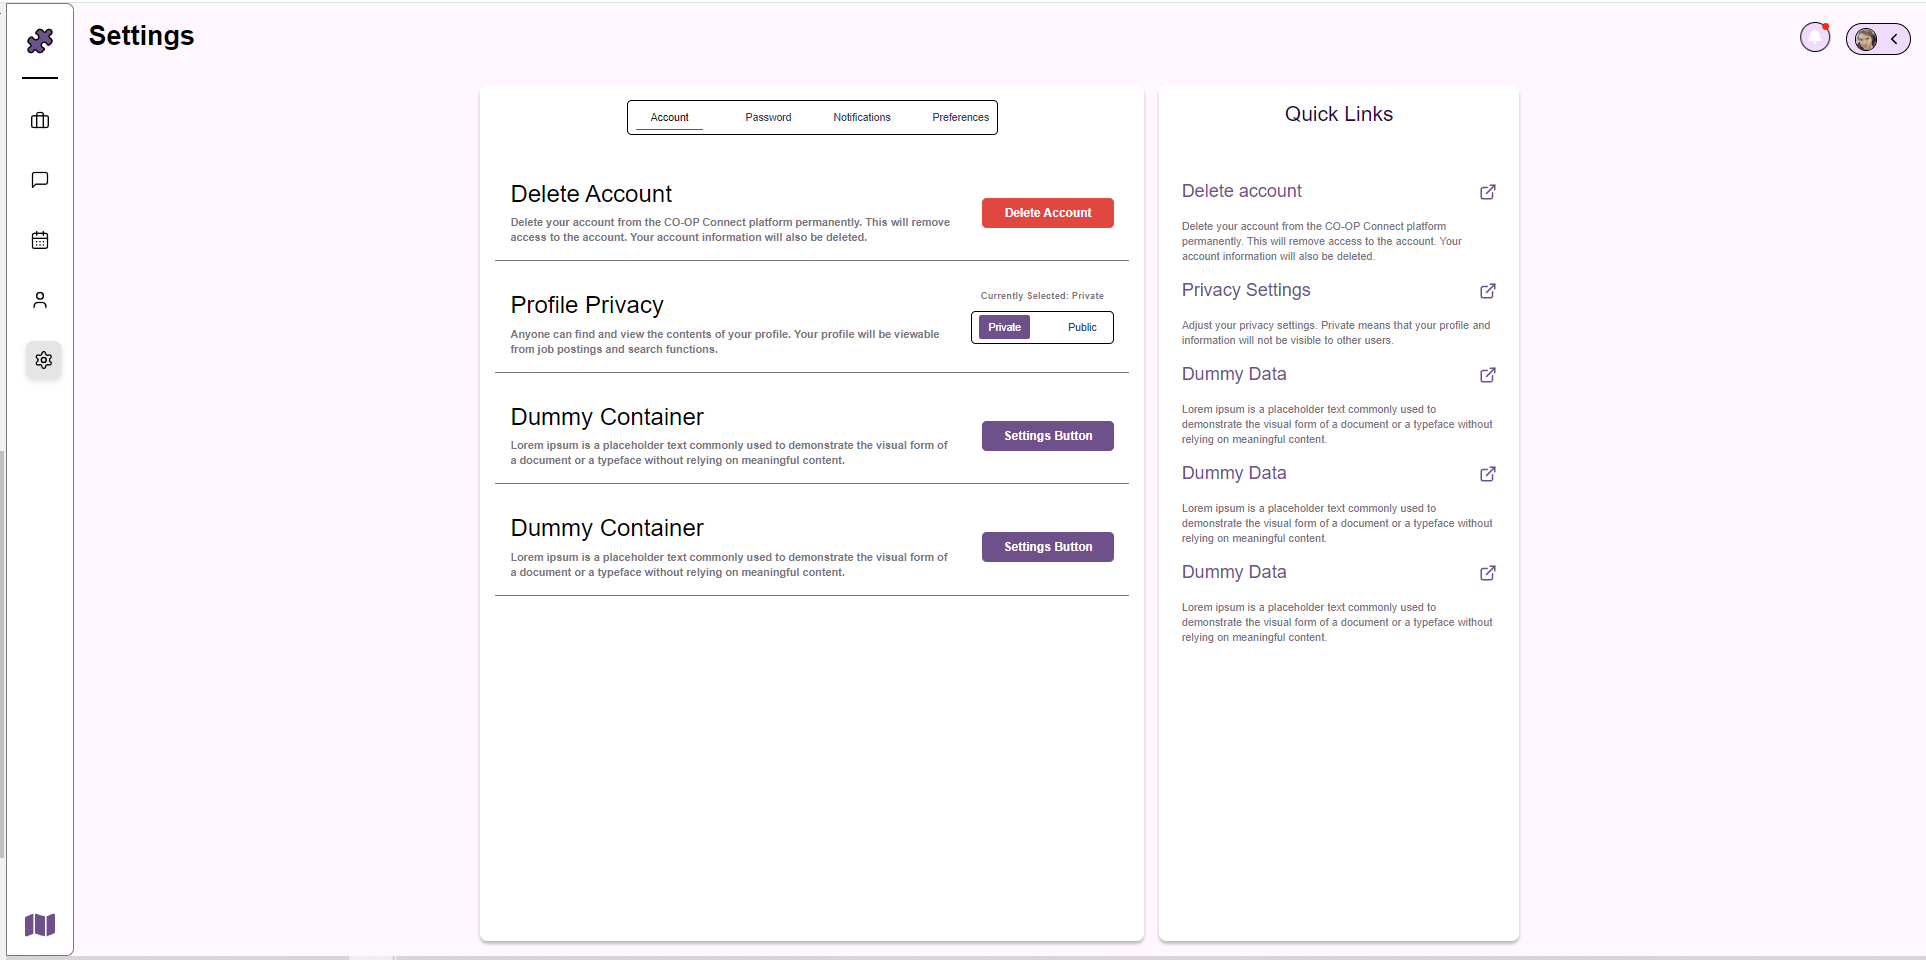 Settings
Account
Password
Notifications
Preferences
Delete Account
Delete your account from the CO-OP Connect platform permanently. This will remove
access to the account. Your account information will also be deleted.
Delete Account
Profile Privacy
Anyone can find and view the contents of your profile. Your profile will be viewable
from job postings and search functions.
Currently Selected: Private
Private
Public
Dummy Container
Lorem ipsum is a placeholder text commonly used to demonstrate the visual form of
a document or a typeface without relying on meaningful content.
Settings Button
Dummy Container
Lorem ipsum is a placeholder text commonly used to demonstrate the visual form of
a document or a typeface without relying on meaningful content.
Settings Button
Quick Links
Delete account
Delete your account from the CO-OP Connect platform
permanently. This will remove access to the account. Your
account information will also be deleted.
Privacy Settings
Adjust your privacy settings. Private means that your profile and
information will not be visible to other users.
Dummy Data
Lorem ipsum is a placeholder text commonly used to
demonstrate the visual form of a document or a typeface without
relying on meaningful content.
Dummy Data
Lorem ipsum is a placeholder text commonly used to
demonstrate the visual form of a document or a typeface without
relying on meaningful content.
Dummy Data
Lorem ipsum is a placeholder text commonly used to
demonstrate the visual form of a document or a typeface without
relying on meaningful content.